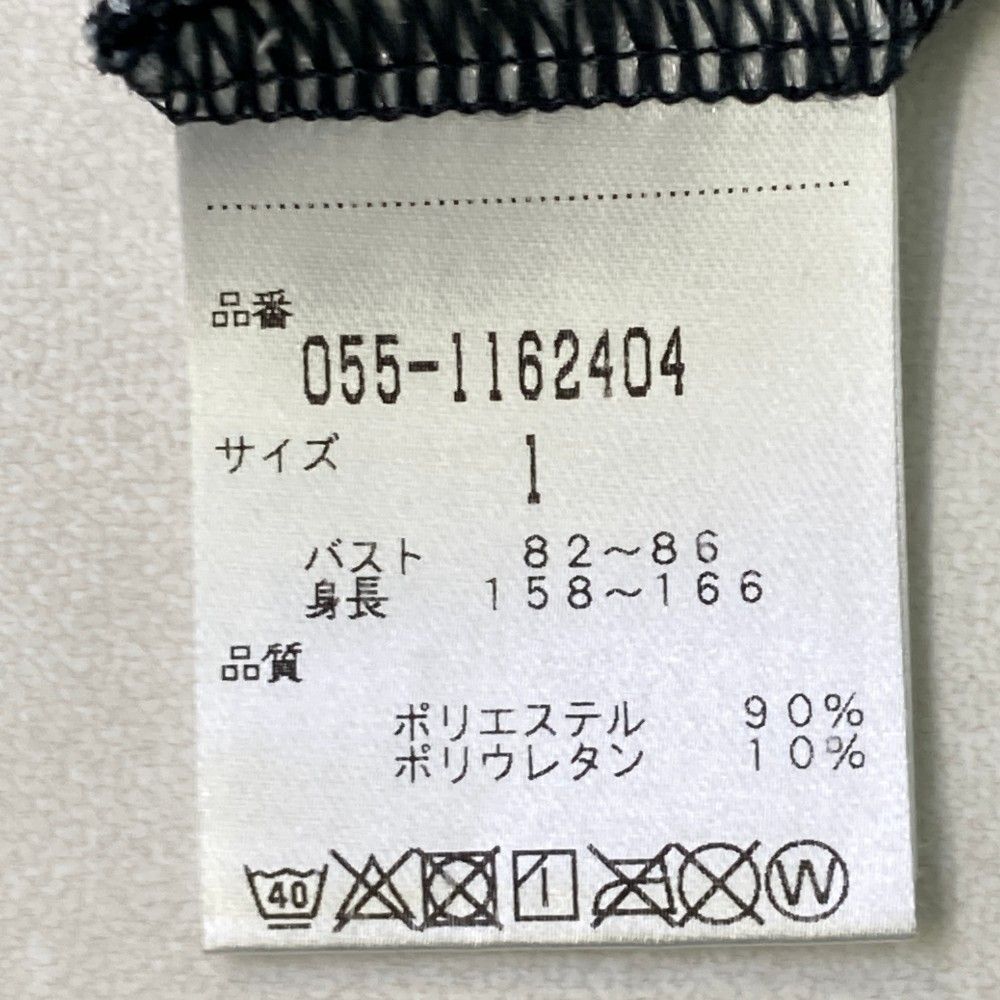 品番
055-1162404
サイズ 1
バスト 82～86
身長 158～166
品質
ポリエステル 90%
ポリウレタン 10%
40 W